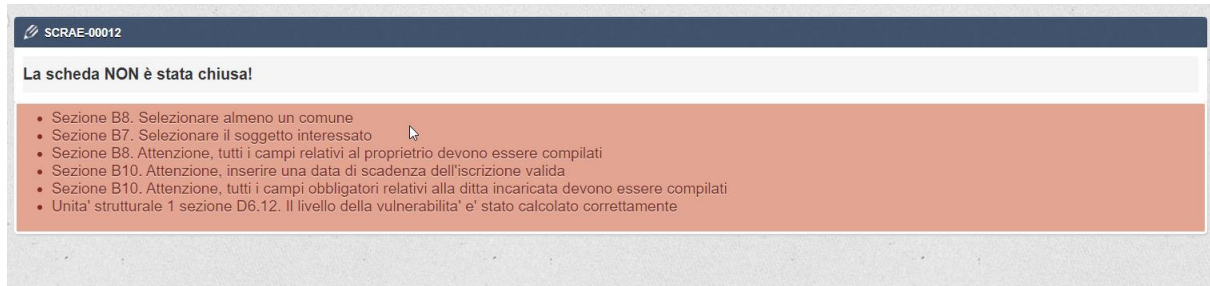 SCRAE-00012
La scheda NON è stata chiusa!
Sezione B8. Selezionare almeno un comune
Sezione B7. Selezionare il soggetto interessato
Sezione B8. Attenzione, tutti i campi relativi al proprietrio devono essere compilati
Sezione B10. Attenzione, inserire una data di scadenza dell'iscrizione valida
Sezione B10. Attenzione, tutti i campi obbligatori relativi alla ditta incaricata devono essere compilati
Unita' strutturale 1 sezione D6.12. Il livello della vulnerabilita' e' stato calcolato correttamente